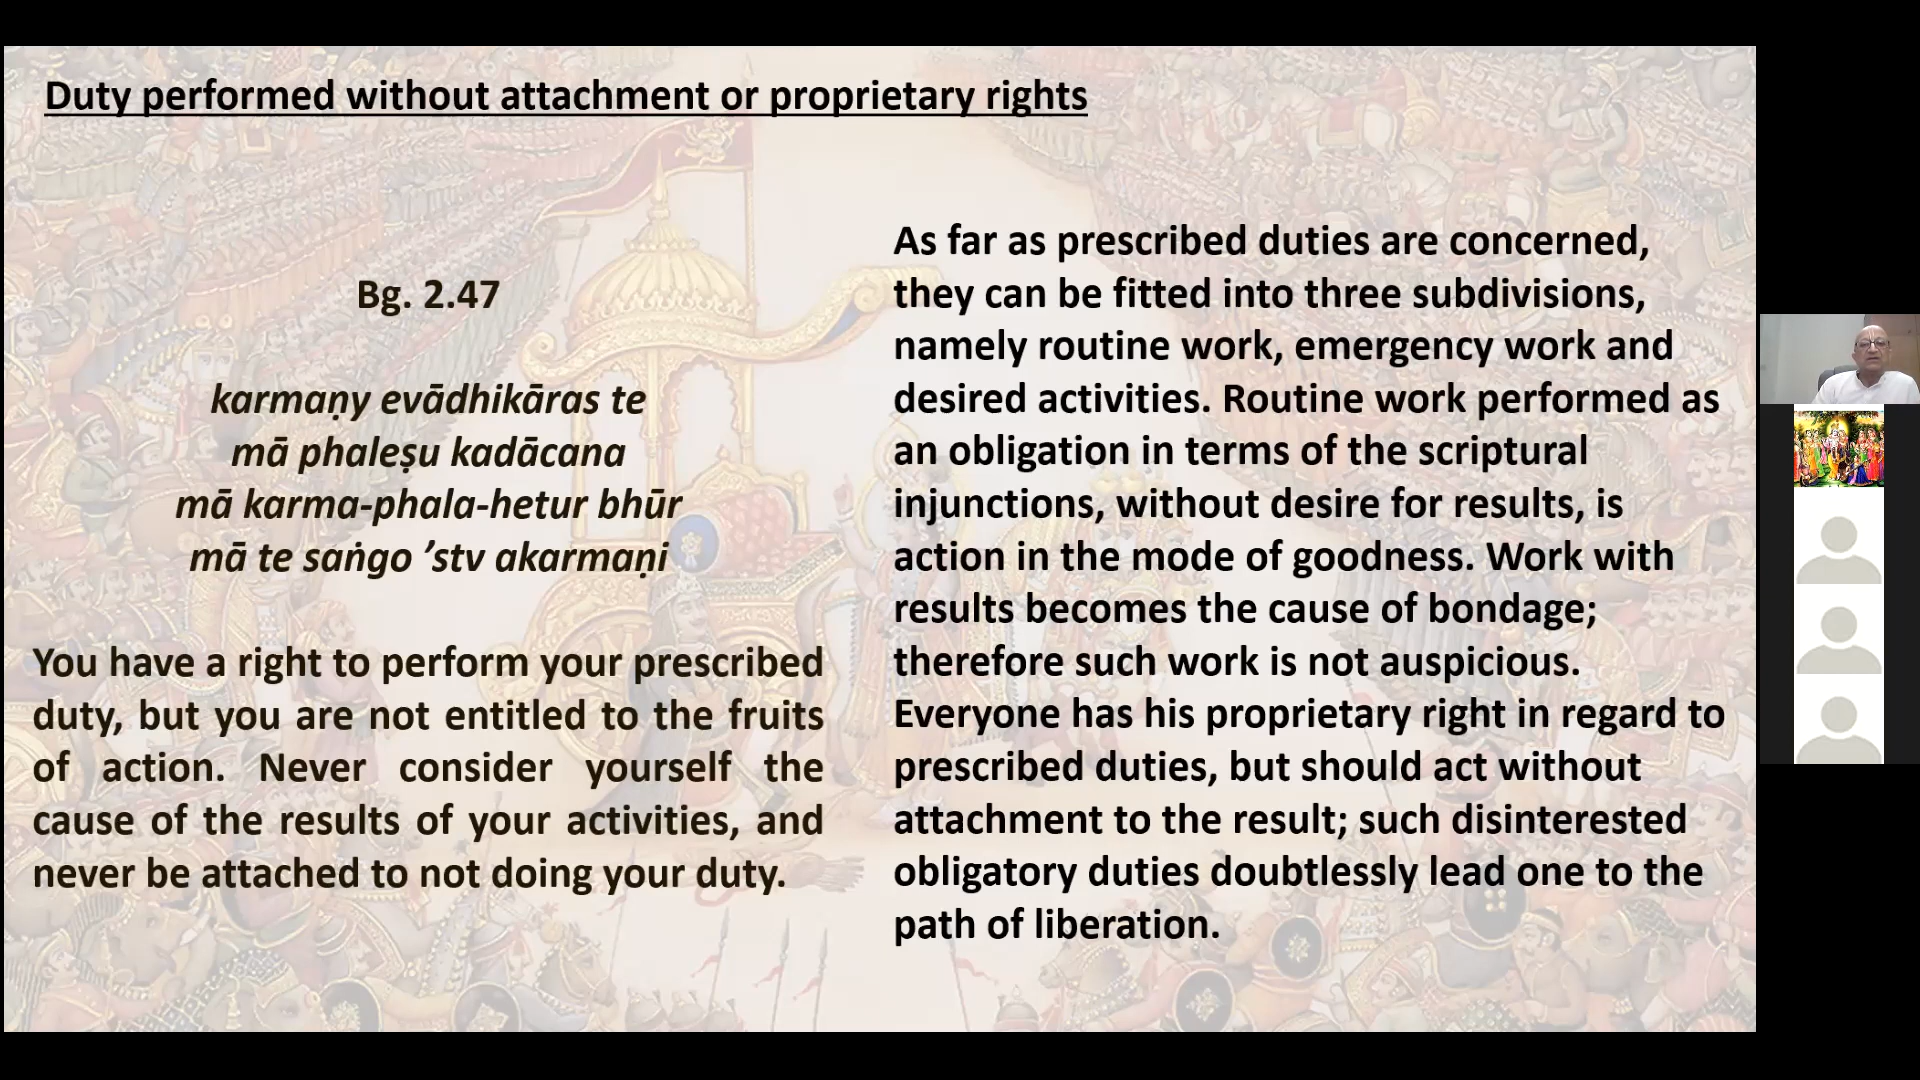 Duty performed without attachment or proprietary rights
Bg. 2.47
karmaṇy evādhikāras te
mā phaleṣu kadācana
mā karma-phala-hetur bhūr
mā te saṅgo ’stv akarmaṇi
You have a right to perform your prescribed
duty, but you are not entitled to the fruits
of action. Never consider yourself the
cause of the results of your activities, and
never be attached to not doing your duty.
As far as prescribed duties are concerned,
they can be fitted into three subdivisions,
namely routine work, emergency work and
desired activities. Routine work performed as
an obligation in terms of the scriptural
injunctions, without desire for results, is
action in the mode of goodness. Work with
results becomes the cause of bondage;
therefore such work is not auspicious.
Everyone has his proprietary right in regard to
prescribed duties, but should act without
attachment to the result; such disinterested
obligatory duties doubtlessly lead one to the
path of liberation.